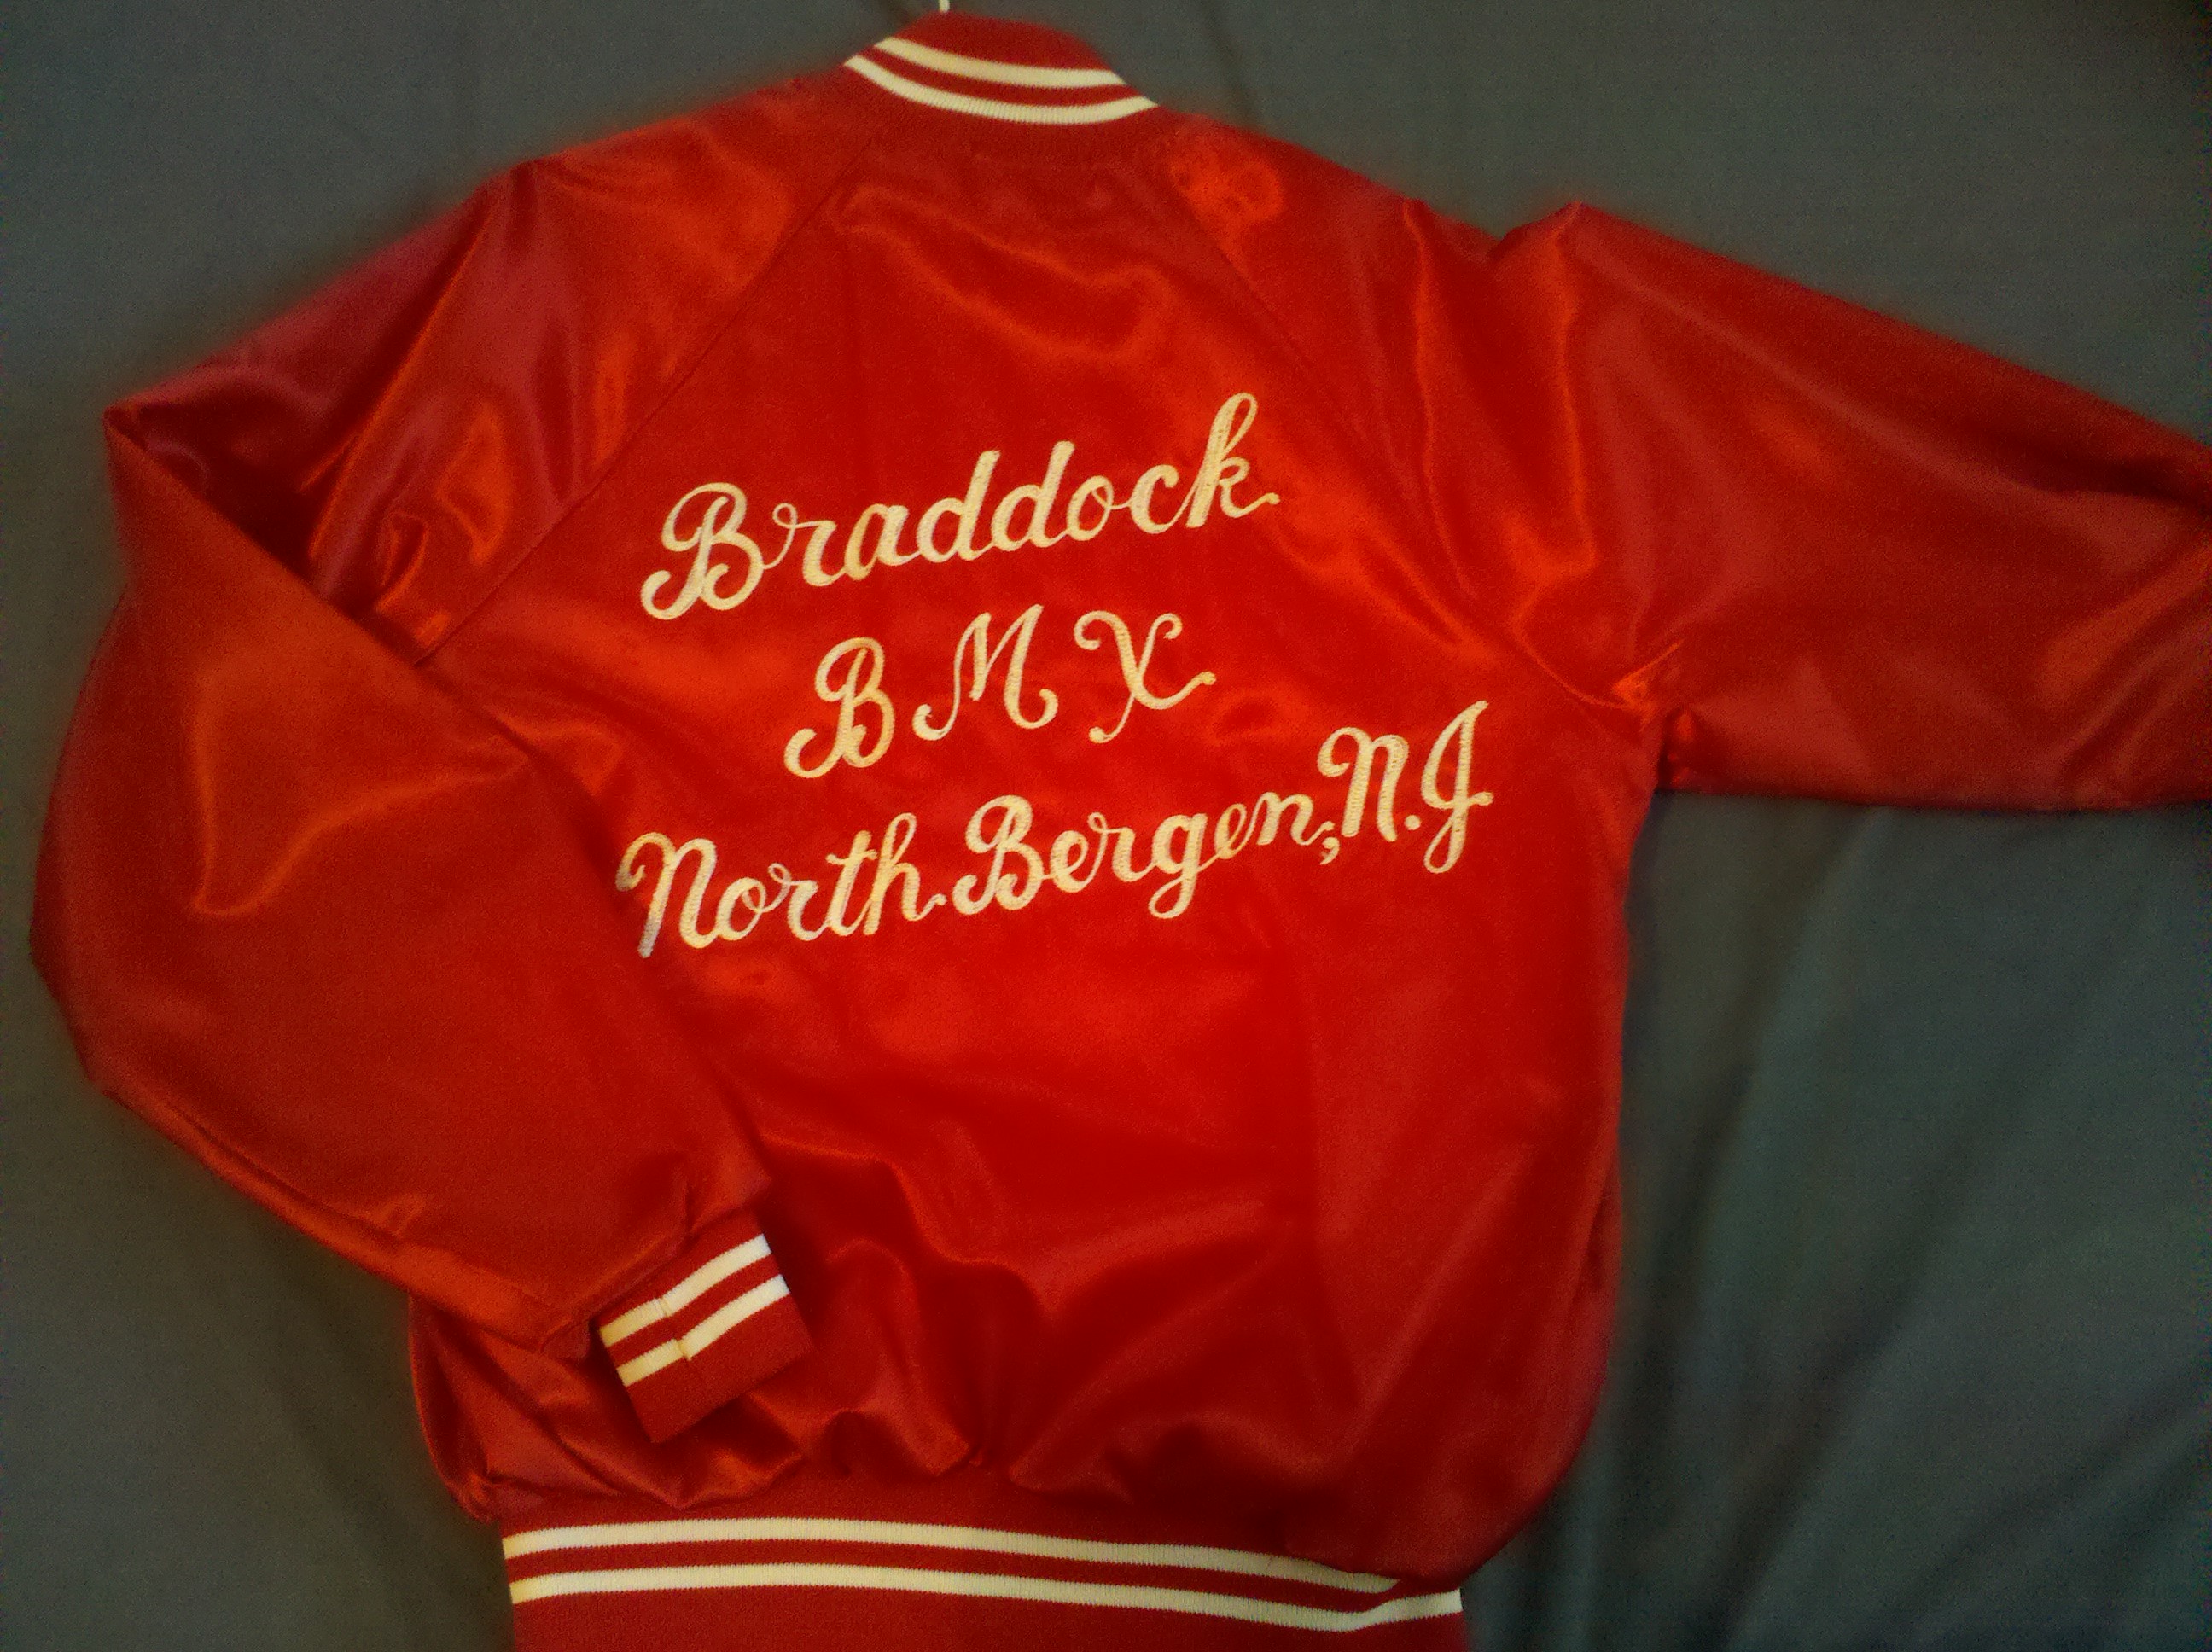 Braddock
BMX
North Bergen, N.J